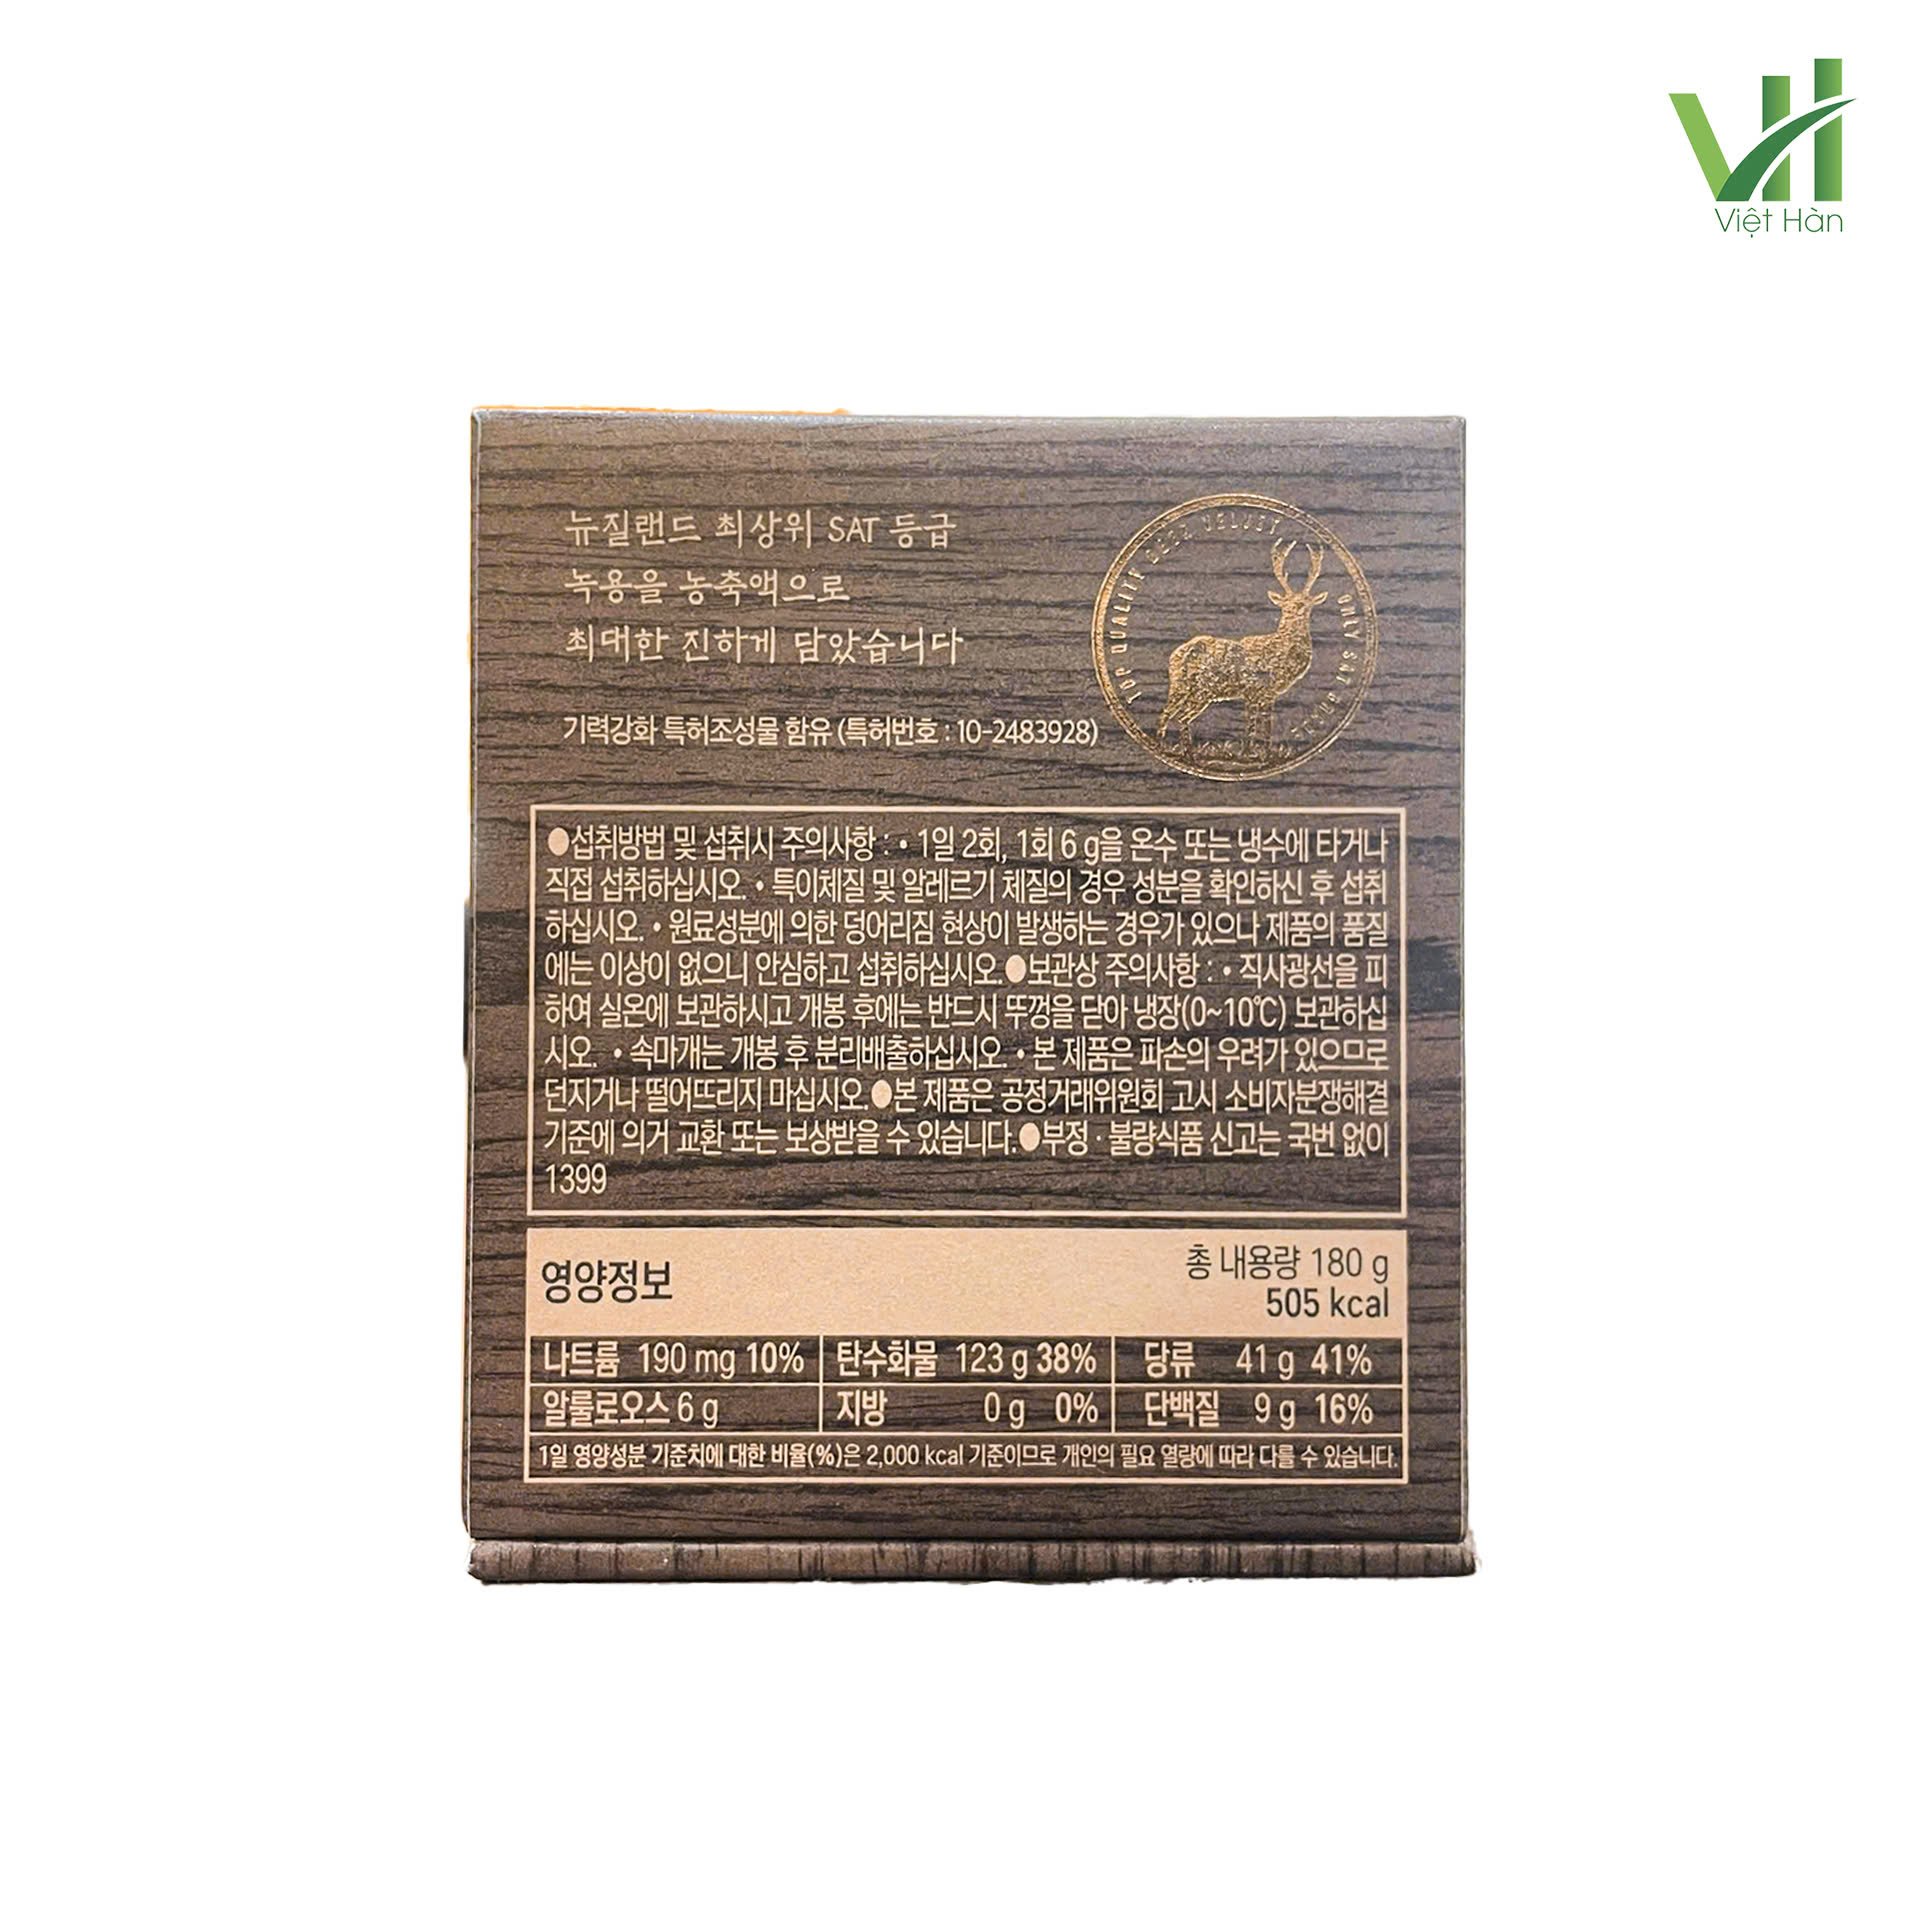 Việt Hàn
뉴질랜드 최상위 SAT 등급
녹용을 농축액으로
최대한 진하게 담았습니다
TOP QUALITY DEER VELVET ONLY SAT GRADE
기력강화 특허조성물 함유 (특허번호 : 10-2483928)
●섭취방법 및 섭취시 주의사항 : • 1일 2회, 1회 6 g을 온수 또는 냉수에 타거나
직접 섭취하십시오. • 특이체질 및 알레르기 체질의 경우 성분을 확인하신 후 섭취
하십시오. • 원료성분에 의한 덩어리짐 현상이 발생하는 경우가 있으나 제품의 품질
에는 이상이 없으니 안심하고 섭취하십시오.●보관상 주의사항 : • 직사광선을 피
하여 실온에 보관하시고 개봉 후에는 반드시 뚜껑을 닫아 냉장(0~10℃) 보관하십
시오. • 속마개는 개봉 후 분리배출하십시오. • 본 제품은 파손의 우려가 있으므로
던지거나 떨어뜨리지 마십시오.●본 제품은 공정거래위원회 고시 소비자분쟁해결
기준에 의거 교환 또는 보상받을 수 있습니다.●부정 · 불량식품 신고는 국번 없이
1399
영양정보 총 내용량 180 g
505 kcal
나트륨 190 mg 10% 탄수화물 123 g 38% 당류 41 g 41%
알룰로오스 6 g 지방 0 g 0% 단백질 9 g 16%
1일 영양성분 기준치에 대한 비율(%)은 2,000 kcal 기준이므로 개인의 필요 열량에 따라 다를 수 있습니다.